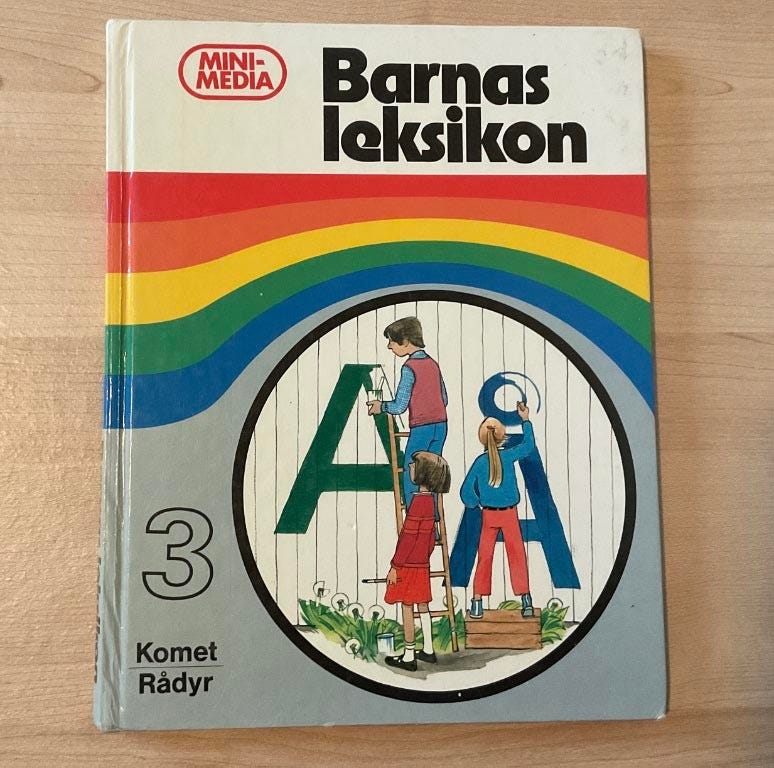 MINI-
MEDIA
Barnas
leksikon
A Å
3
Komet
Rådyr